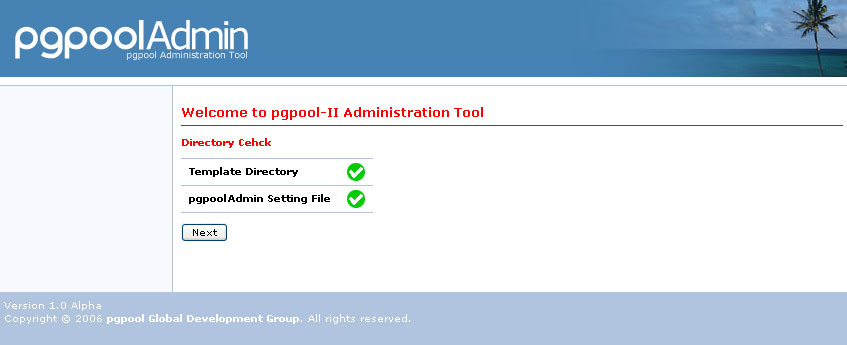 pgpoolAdmin
pgpool Administration Tool
Welcome to pgpool-II Administration Tool
Directory Cehck
Template Directory
pgpoolAdmin Setting File
Next
Version 1.0 Alpha
Copyright © 2006 pgpool Global Development Group. All rights reserved.